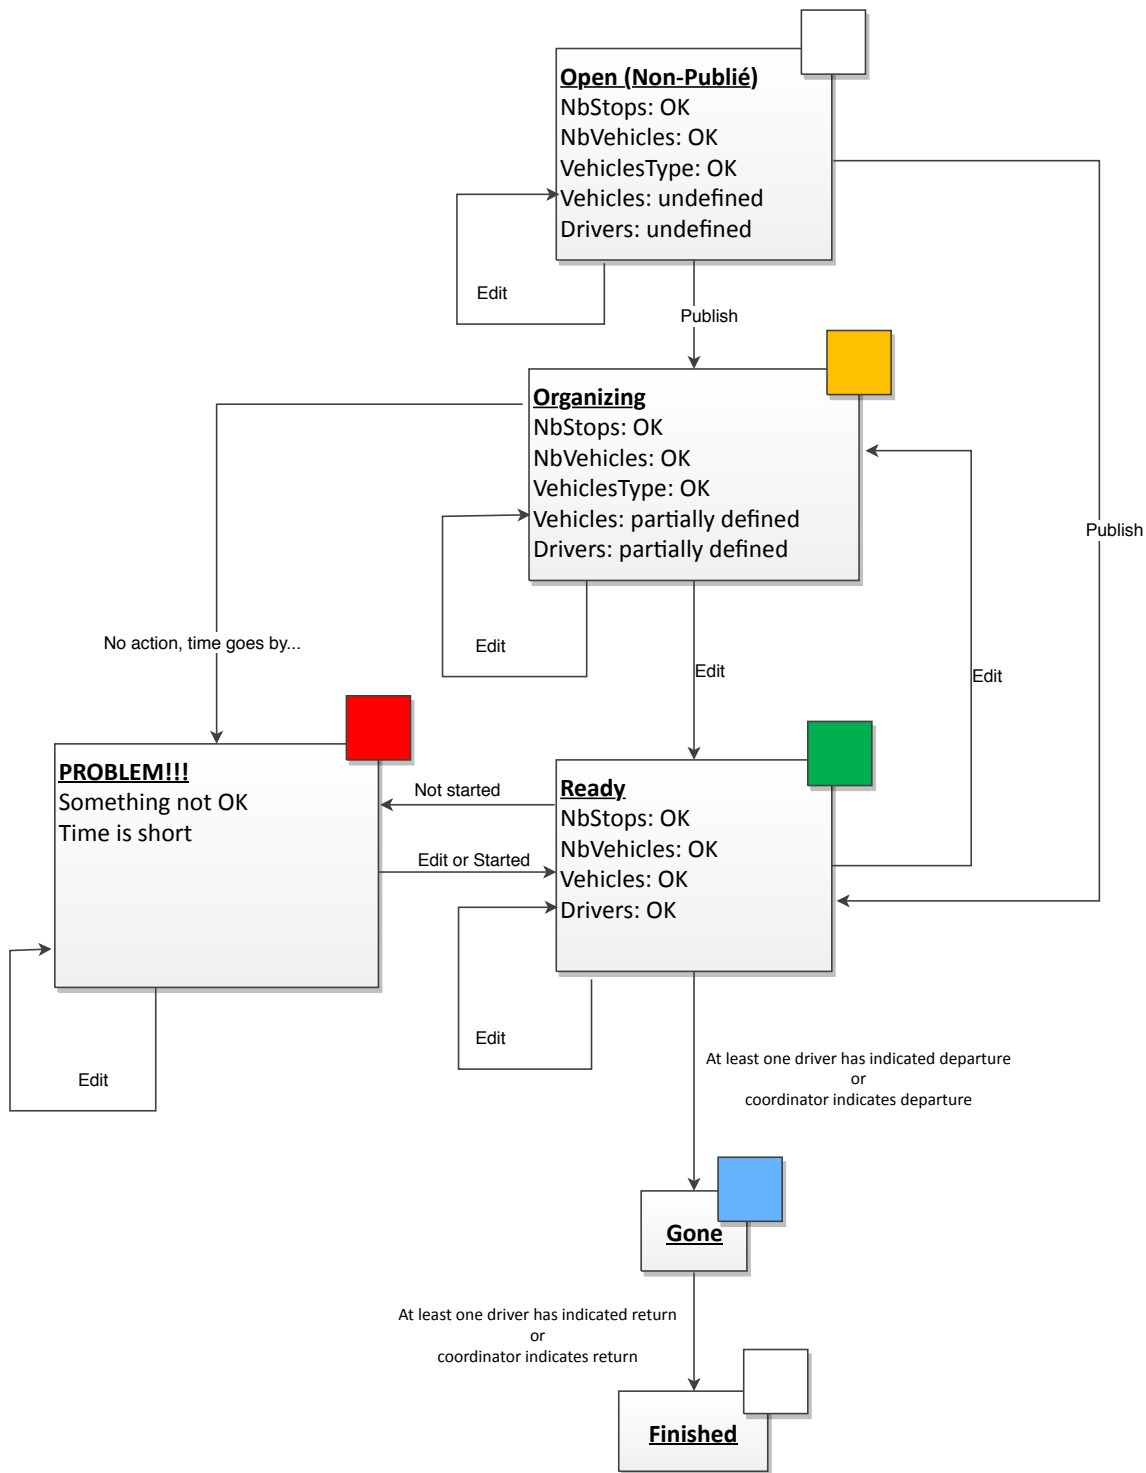 Open (Non-Publié)
NbStops: OK
NbVehicles: OK
VehiclesType: OK
Vehicles: undefined
Drivers: undefined
Edit
Publish
Organizing
NbStops: OK
NbVehicles: OK
VehiclesType: OK
Vehicles: partially defined
Drivers: partially defined
Publish
No action, time goes by...
Edit
Edit
Edit
PROBLEM!!!
Something not OK
Time is short
Not started
Edit or Started
Ready
NbStops: OK
NbVehicles: OK
Vehicles: OK
Drivers: OK
Edit
Edit
At least one driver has indicated departure
or
coordinator indicates departure
Gone
At least one driver has indicated return
or
coordinator indicates return
Finished